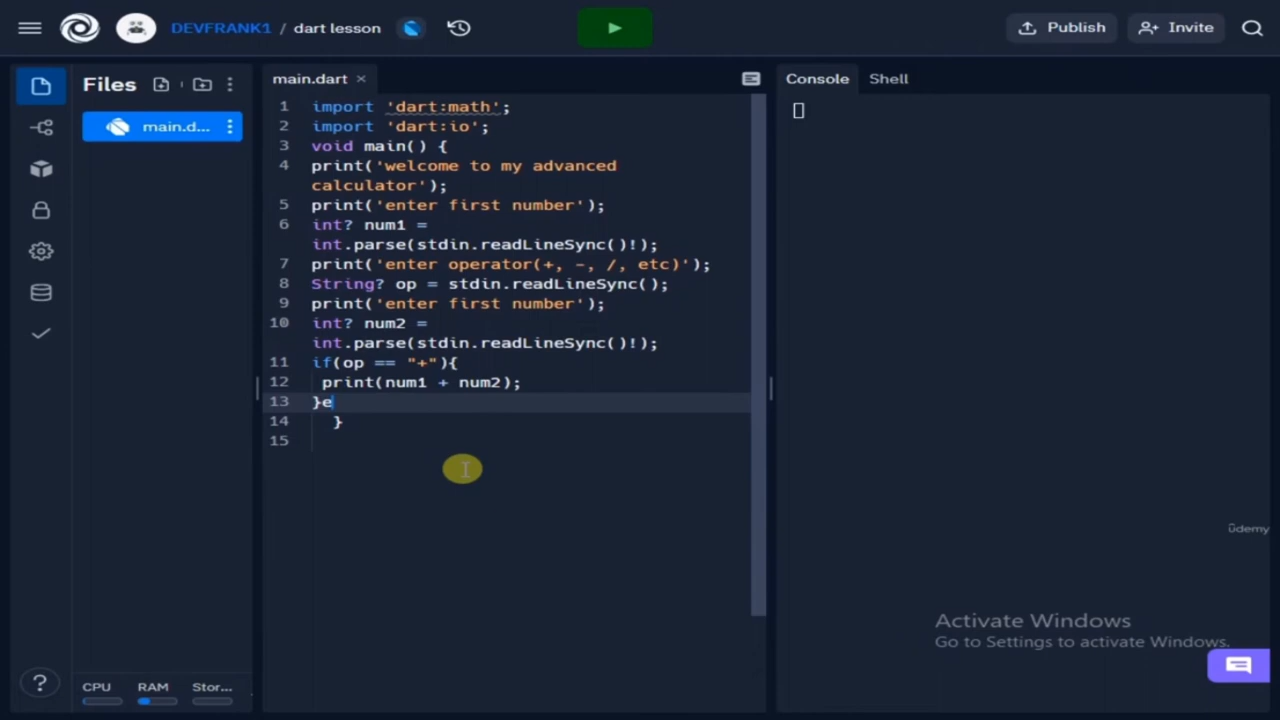 DEVFRANK1 / dart lesson
Publish
Invite
Files
main.dart
Console
Shell
main.d...
1 import 'dart:math';
2 import 'dart:io';
3 void main() {
4 print('welcome to my advanced
calculator');
5 print('enter first number');
6 int? num1 =
int.parse(stdin.readLineSync()!);
7 print('enter operator(+, -, /, etc)');
8 String? op = stdin.readLineSync();
9 print('enter first number');
10 int? num2 =
int.parse(stdin.readLineSync()!);
11 if(op == "+"){
12 print(num1 + num2);
13 }e
14 }
15
ûdemy
Activate Windows
Go to Settings to activate Windows.
?
CPU
RAM
Stor...